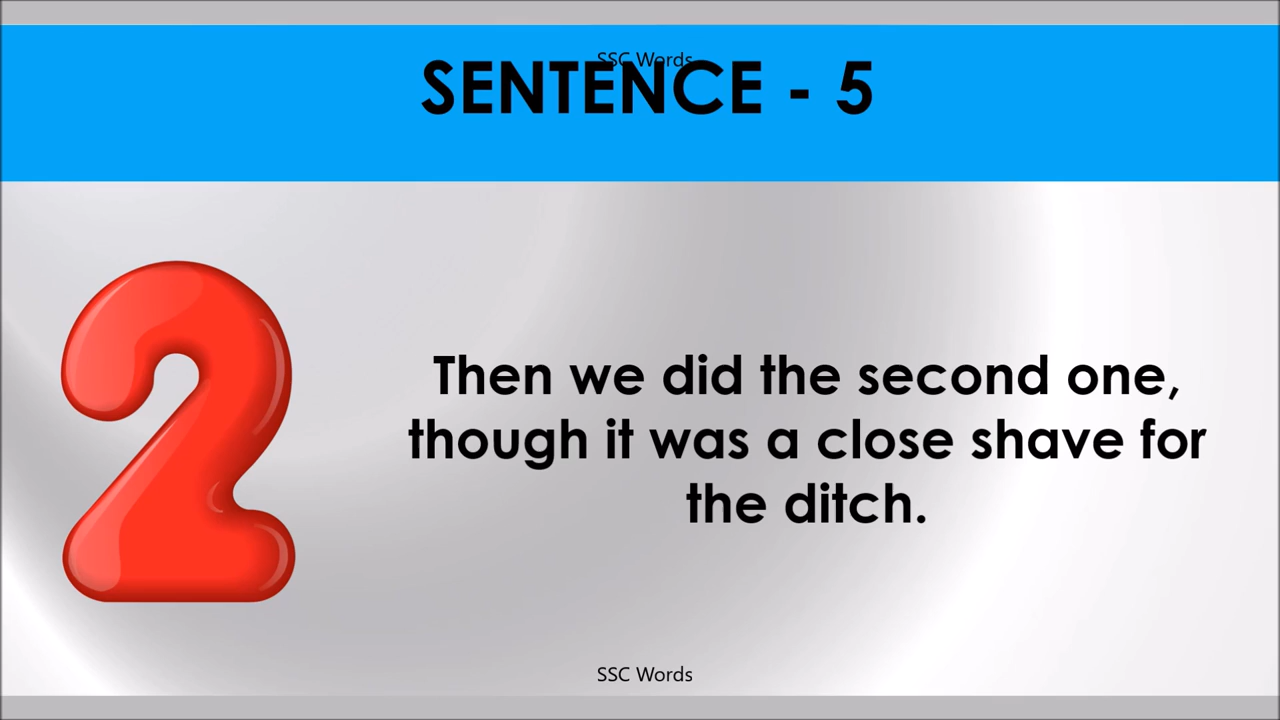 SSC Words
SENTENCE - 5
2
Then we did the second one,
though it was a close shave for
the ditch.
SSC Words